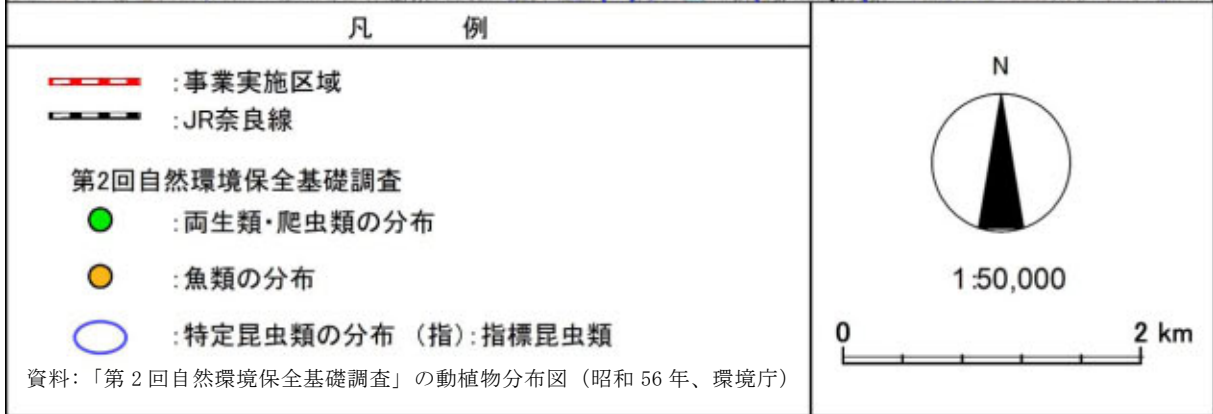 凡 例
:事業実施区域
:JR奈良線
第2回自然環境保全基礎調査
:両生類・爬虫類の分布
:魚類の分布
:特定昆虫類の分布 (指):指標昆虫類
資料:「第2回自然環境保全基礎調査」の動植物分布図(昭和56年、環境庁)
N
1:50,000
0 2 km